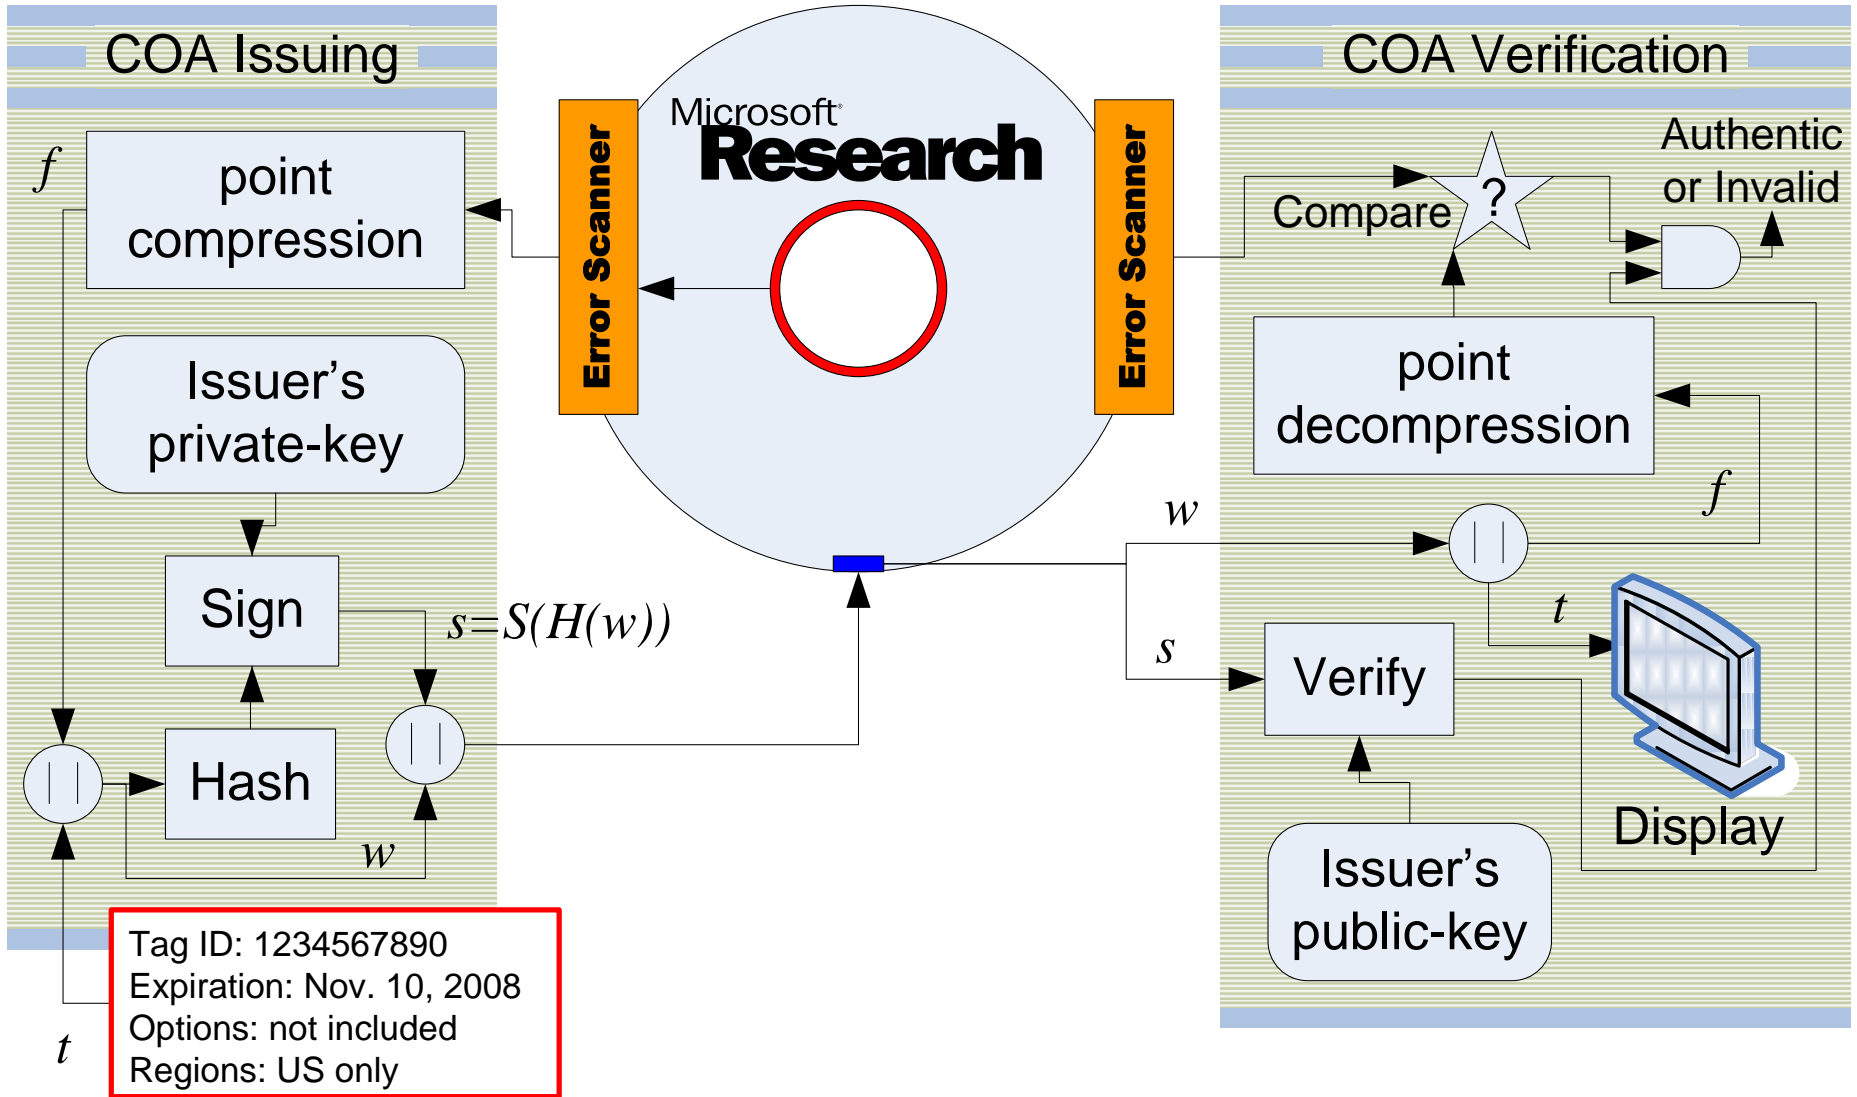 COA Issuing
f
point
compression
Issuer's
private-key
Sign
s=S(H(w))
| |
| |
Hash
w
t
Tag ID: 1234567890
Expiration: Nov. 10, 2008
Options: not included
Regions: US only
Error Scanner
Microsoft®
Research
Error Scanner
COA Verification
Authentic
or Invalid
Compare
?
point
decompression
f
w
| |
t
s
Verify
Display
Issuer's
public-key